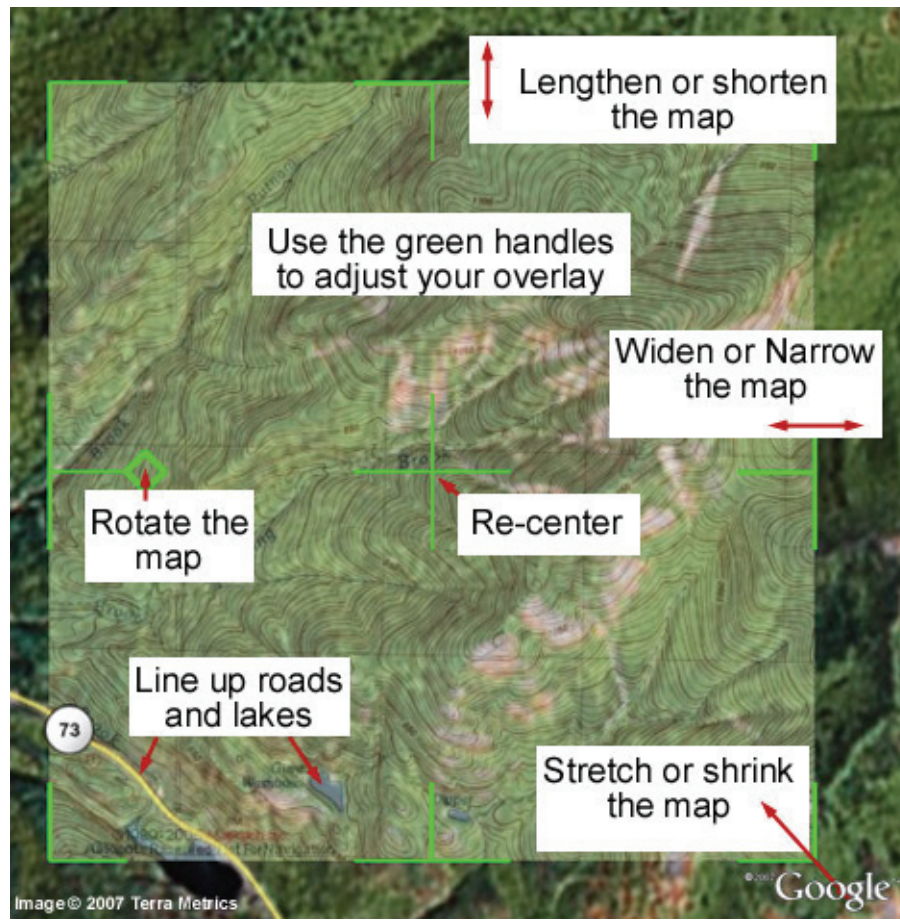 Lengthen or shorten
the map
Use the green handles
to adjust your overlay
Widen or Narrow
the map
Brook
Rotate the
map
Re-center
Line up roads
and lakes
73
Stretch or shrink
the map
Image © 2007 Terra Metrics
Google